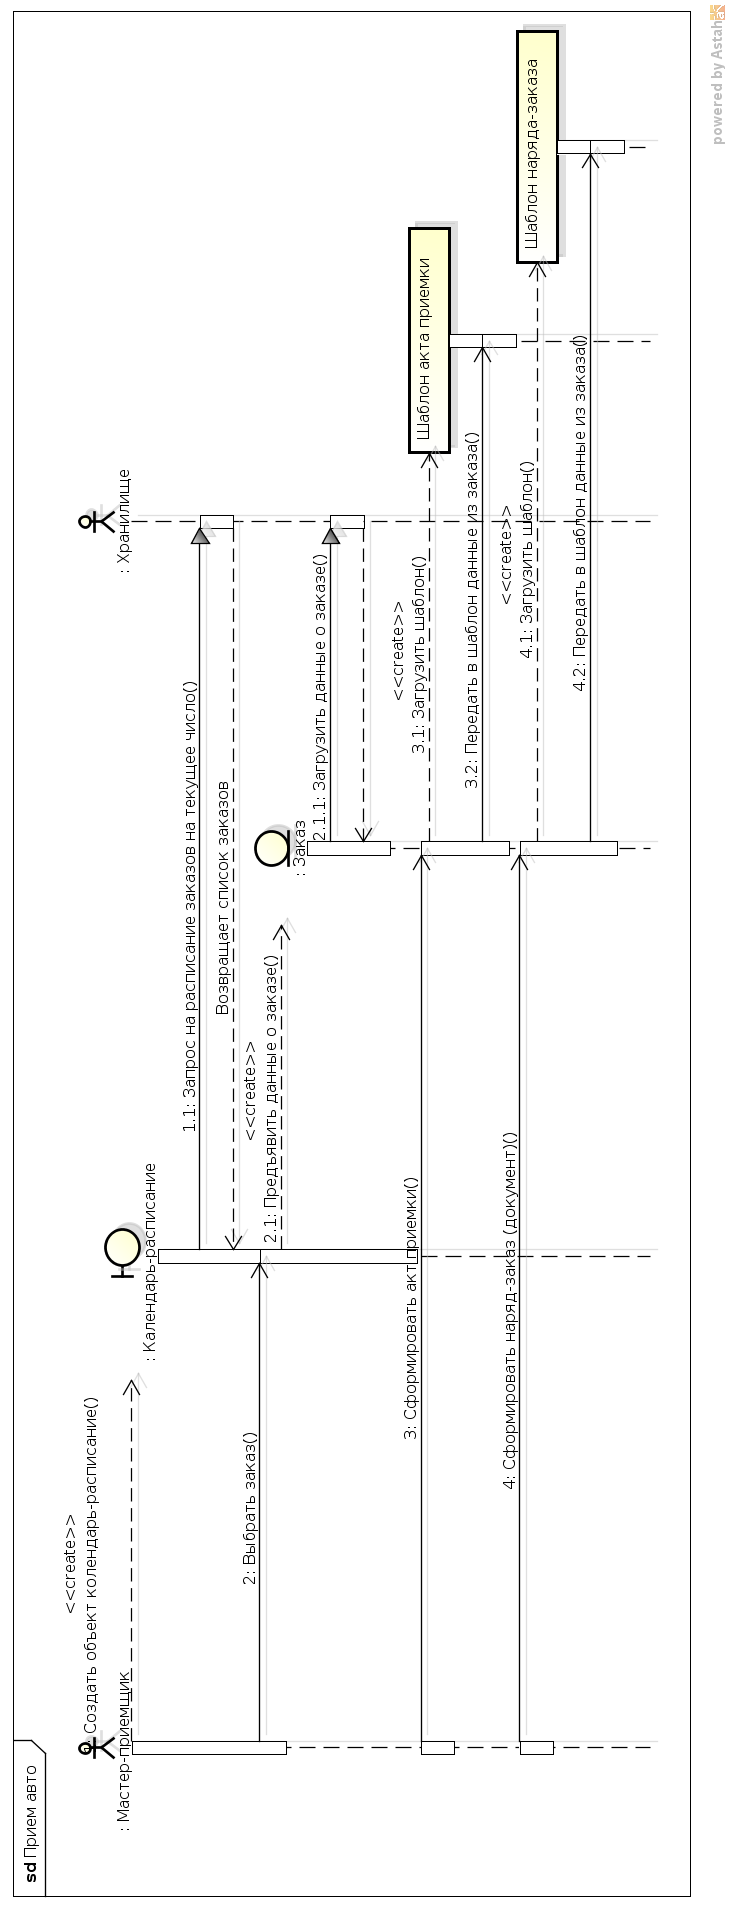 sd Прием авто
: Мастер-приемщик
: Календарь-расписание
: Заказ
: Хранилище
Шаблон акта приемки
Шаблон наряда-заказа
<<create>>
Создать объект колендарь-расписание()
1.1: Запрос на расписание заказов на текущее число()
Возвращает список заказов
2: Выбрать заказ()
<<create>>
2.1: Предъявить данные о заказе()
2.1.1: Загрузить данные о заказе()
3: Сформировать акт приемки()
<<create>>
3.1: Загрузить шаблон()
3.2: Передать в шаблон данные из заказа()
4: Сформировать наряд-заказ (документ)()
<<create>>
4.1: Загрузить шаблон()
4.2: Передать в шаблон данные из заказа()
powered by Astah